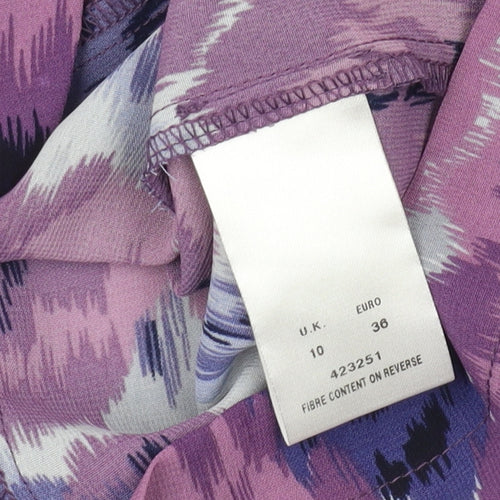 U.K. EURO
10 36
423251
FIBRE CONTENT ON REVERSE